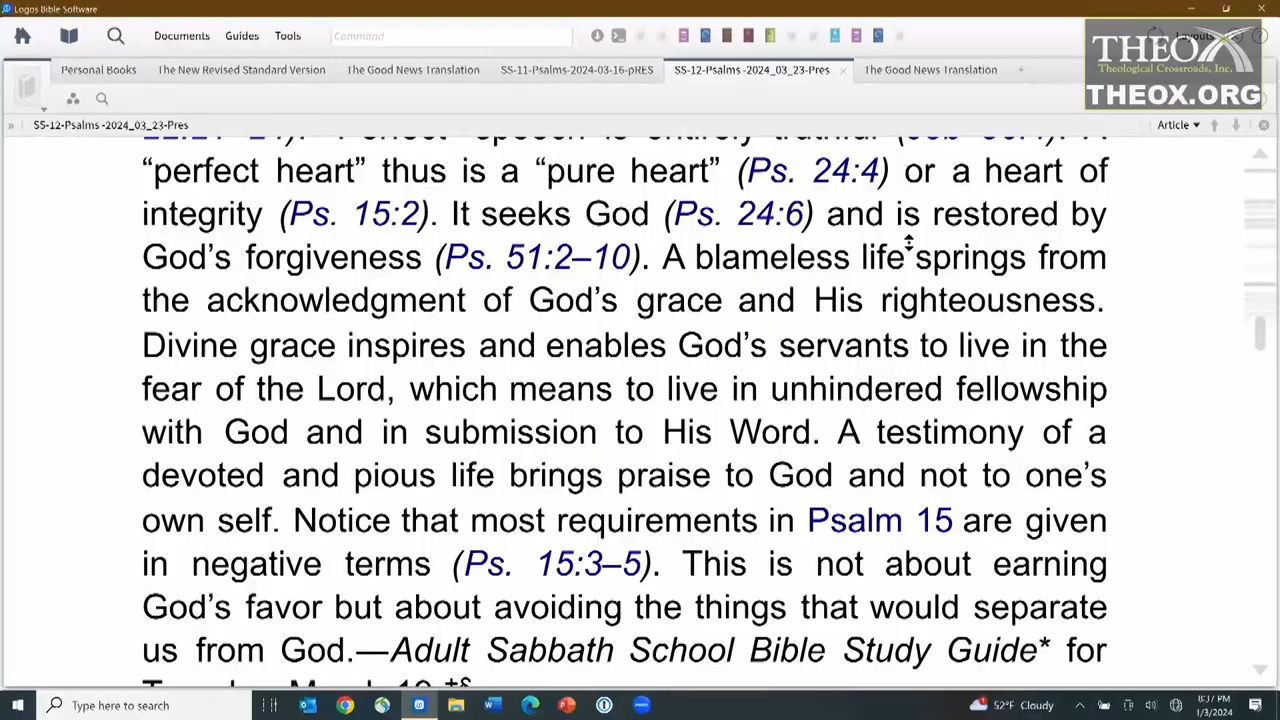 Logos Bible Software
Documents Guides Tools Command Layouts
THEOX
Theological Crossroads, Inc.
THEOX.ORG
Personal Books The New Revised Standard Version The Good News SS-11-Psalms-2024-03-16-pRES SS-12-Psalms -2024_03_23-Pres The Good News Translation
SS-12-Psalms -2024_03_23-Pres Article
“perfect heart” thus is a “pure heart” (Ps. 24:4) or a heart of
integrity (Ps. 15:2). It seeks God (Ps. 24:6) and is restored by
God’s forgiveness (Ps. 51:2–10). A blameless life springs from
the acknowledgment of God’s grace and His righteousness.
Divine grace inspires and enables God’s servants to live in the
fear of the Lord, which means to live in unhindered fellowship
with God and in submission to His Word. A testimony of a
devoted and pious life brings praise to God and not to one’s
own self. Notice that most requirements in Psalm 15 are given
in negative terms (Ps. 15:3–5). This is not about earning
God’s favor but about avoiding the things that would separate
us from God.—Adult Sabbath School Bible Study Guide* for
Type here to search 52°F Cloudy 8:37 PM
1/3/2024